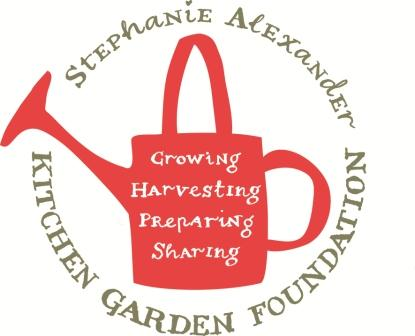 Stephanie Alexander
Growing
Harvesting
Preparing
Sharing
KITCHEN GARDEN FOUNDATION